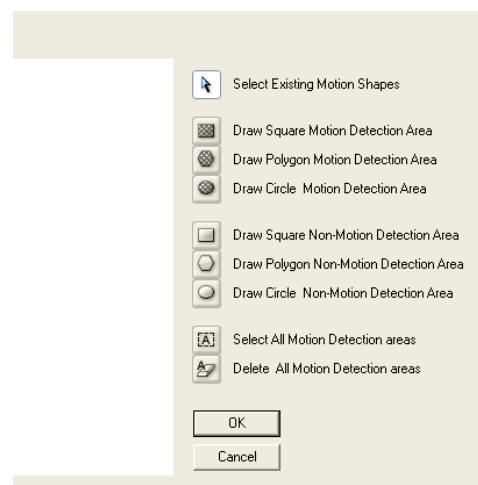 Select Existing Motion Shapes
Draw Square Motion Detection Area
Draw Polygon Motion Detection Area
Draw Circle Motion Detection Area
Draw Square Non-Motion Detection Area
Draw Polygon Non-Motion Detection Area
Draw Circle Non-Motion Detection Area
A Select All Motion Detection areas
A Delete All Motion Detection areas
OK
Cancel